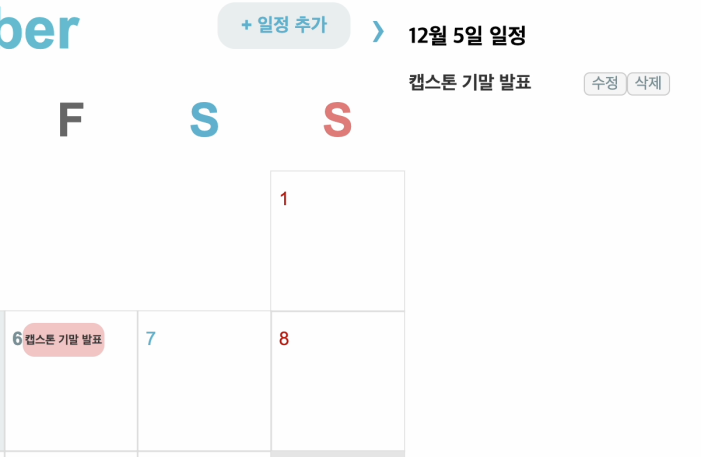 ber
+ 일정 추가
❯
12월 5일 일정
캡스톤 기말 발표
수정
삭제
F
S
S
1
6
캡스톤 기말 발표
7
8